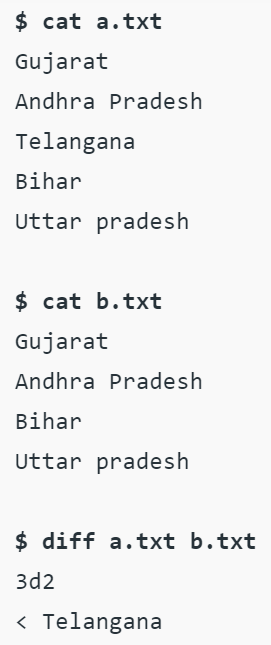 $ cat a.txt
Gujarat
Andhra Pradesh
Telangana
Bihar
Uttar pradesh
$ cat b.txt
Gujarat
Andhra Pradesh
Bihar
Uttar pradesh
$ diff a.txt b.txt
3d2
< Telangana